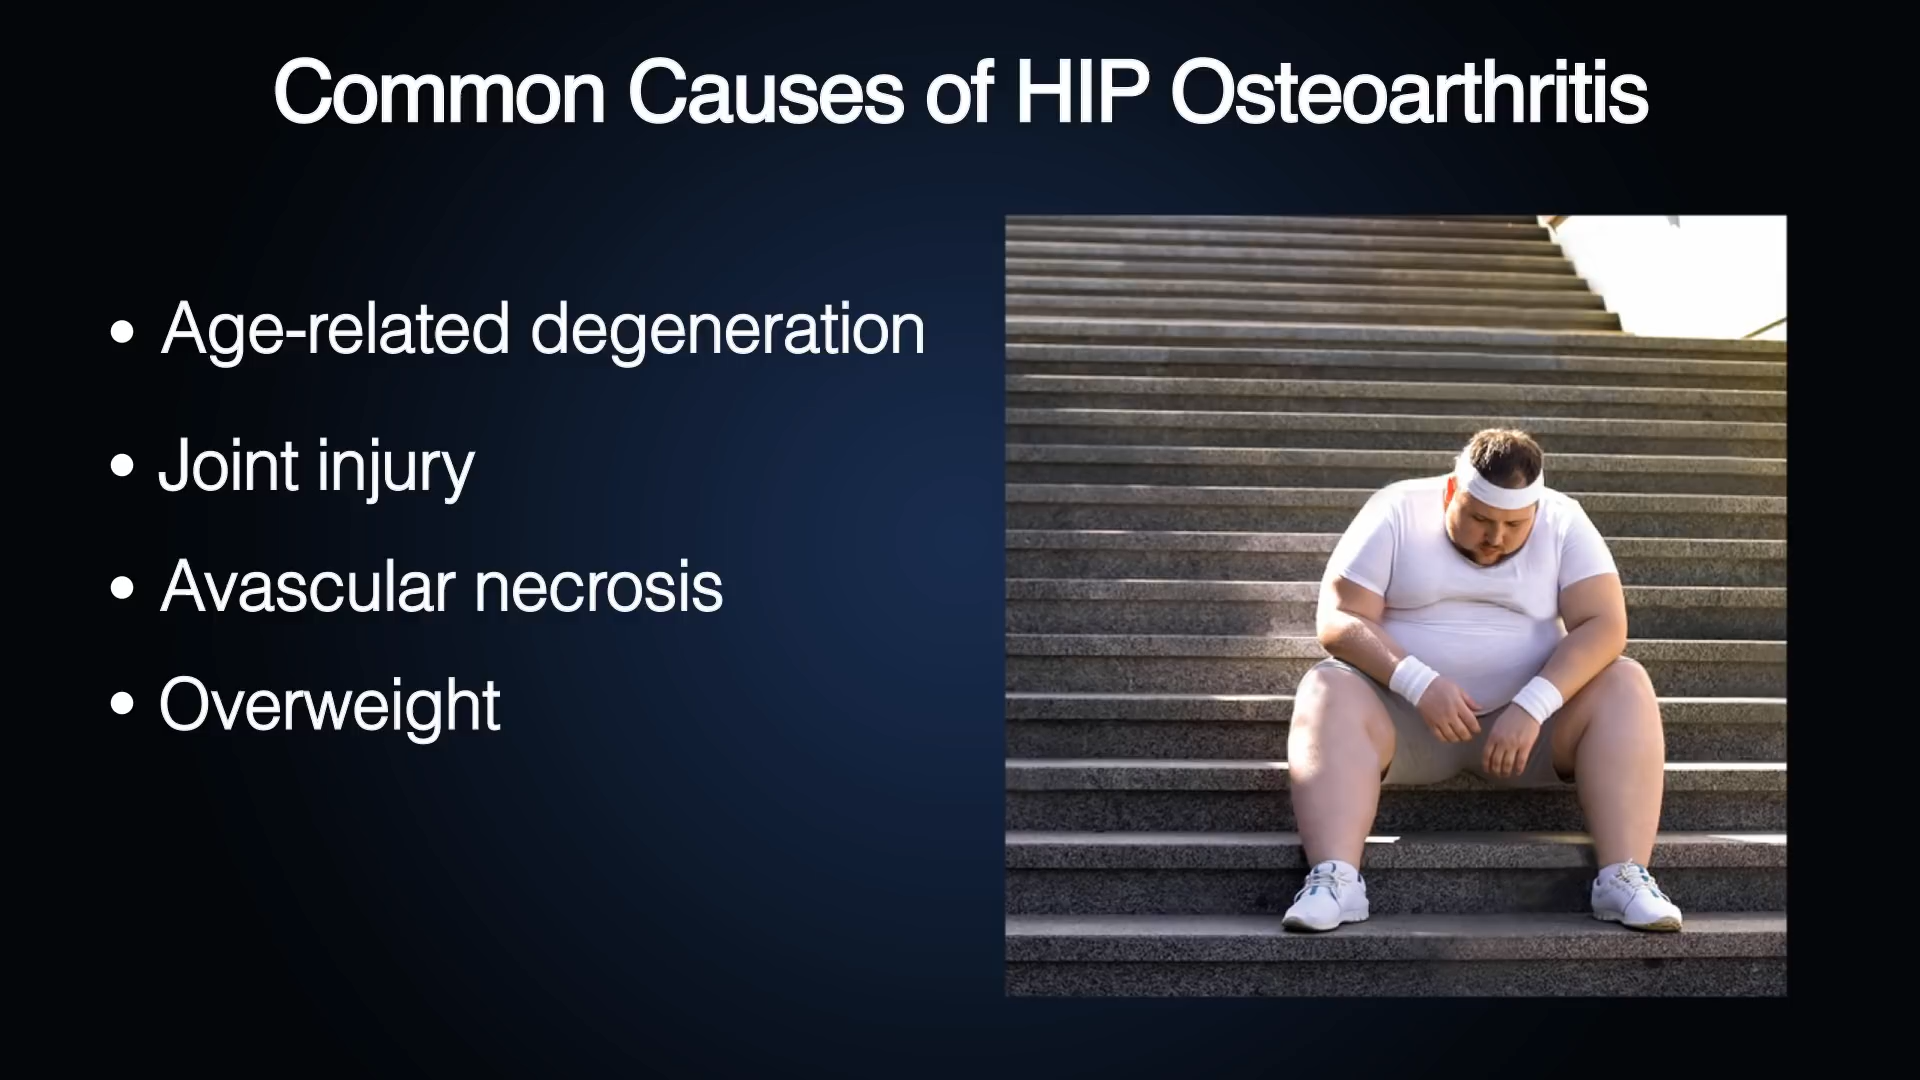 Common Causes of HIP Osteoarthritis
• Age-related degeneration
• Joint injury
• Avascular necrosis
• Overweight